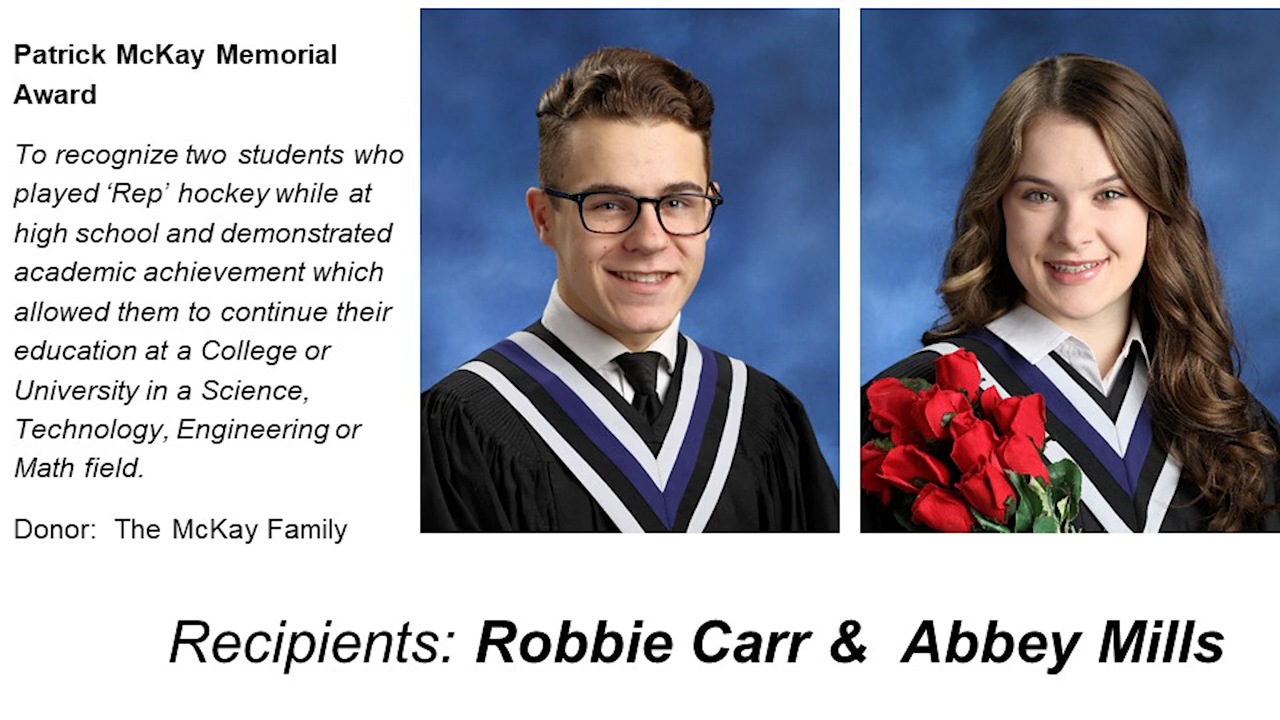 Patrick McKay Memorial
Award
To recognize two students who
played ‘Rep’ hockey while at
high school and demonstrated
academic achievement which
allowed them to continue their
education at a College or
University in a Science,
Technology, Engineering or
Math field.
Donor: The McKay Family
Recipients: Robbie Carr & Abbey Mills